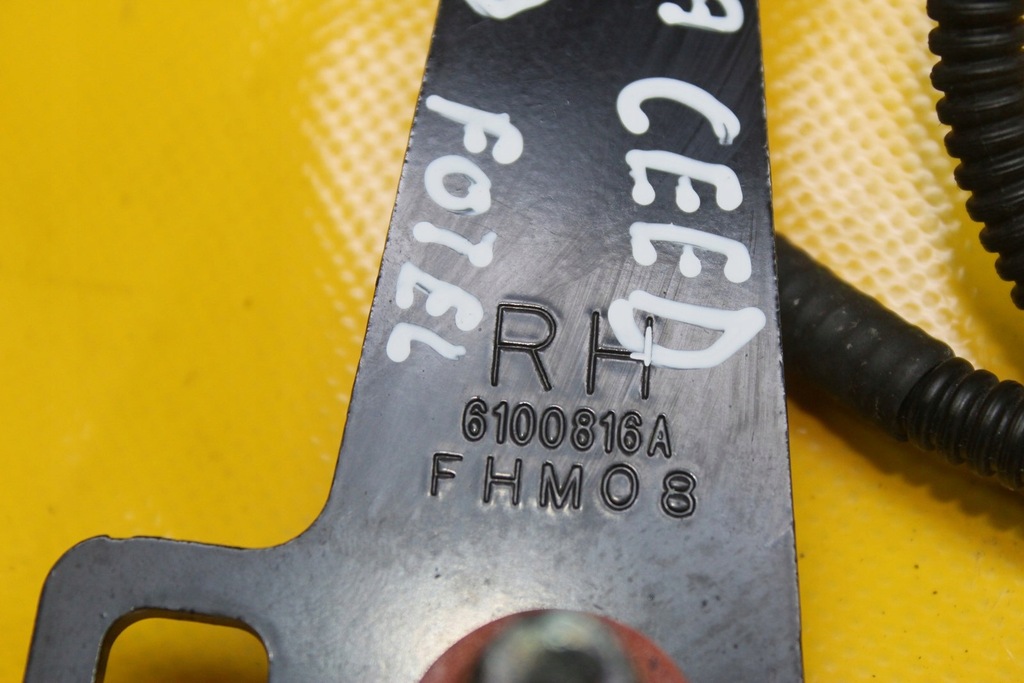 A CEED
FOTEL
RH
6100816A
FHM08